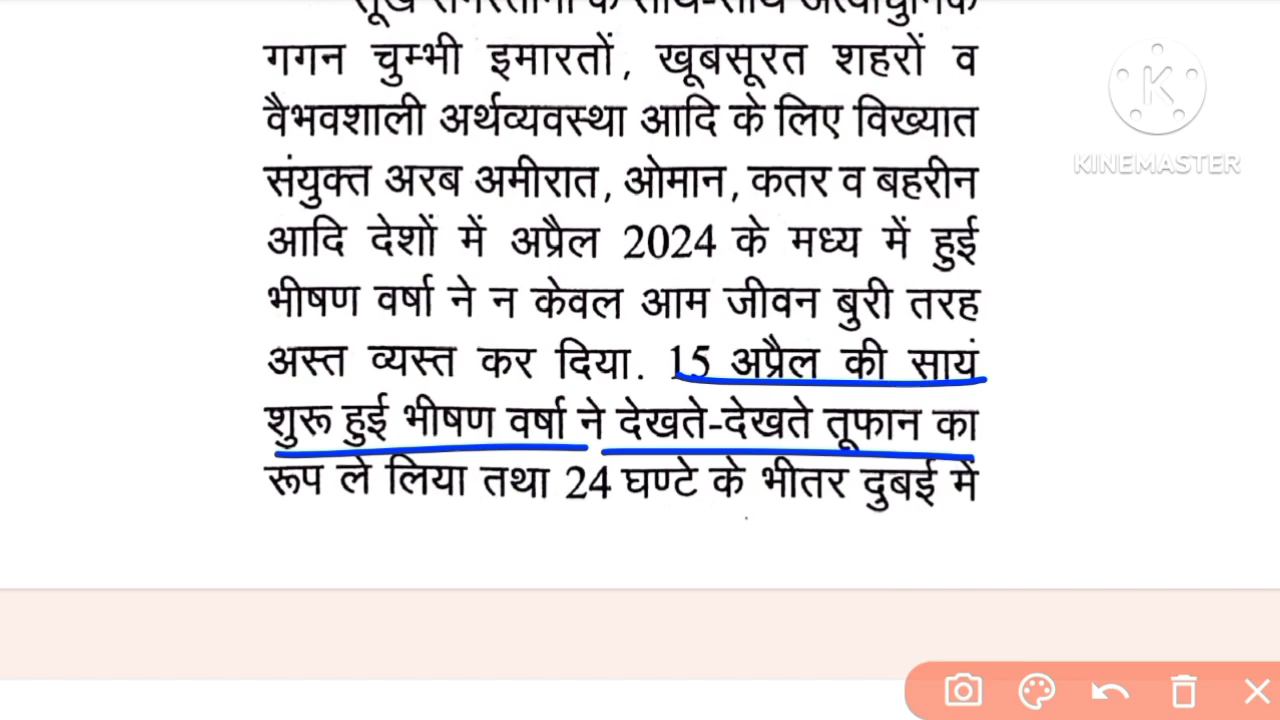 के साथ-साथ अत्याधुनिक
गगन चुम्भी इमारतों, खूबसूरत शहरों व
वैभवशाली अर्थव्यवस्था आदि के लिए विख्यात
संयुक्त अरब अमीरात, ओमान, कतर व बहरीन
आदि देशों में अप्रैल 2024 के मध्य में हुई
भीषण वर्षा ने न केवल आम जीवन बुरी तरह
अस्त व्यस्त कर दिया. 15 अप्रैल की सायं
शुरू हुई भीषण वर्षा ने देखते-देखते तूफान का
रूप ले लिया तथा 24 घण्टे के भीतर दुबई में
K
KINEMASTER